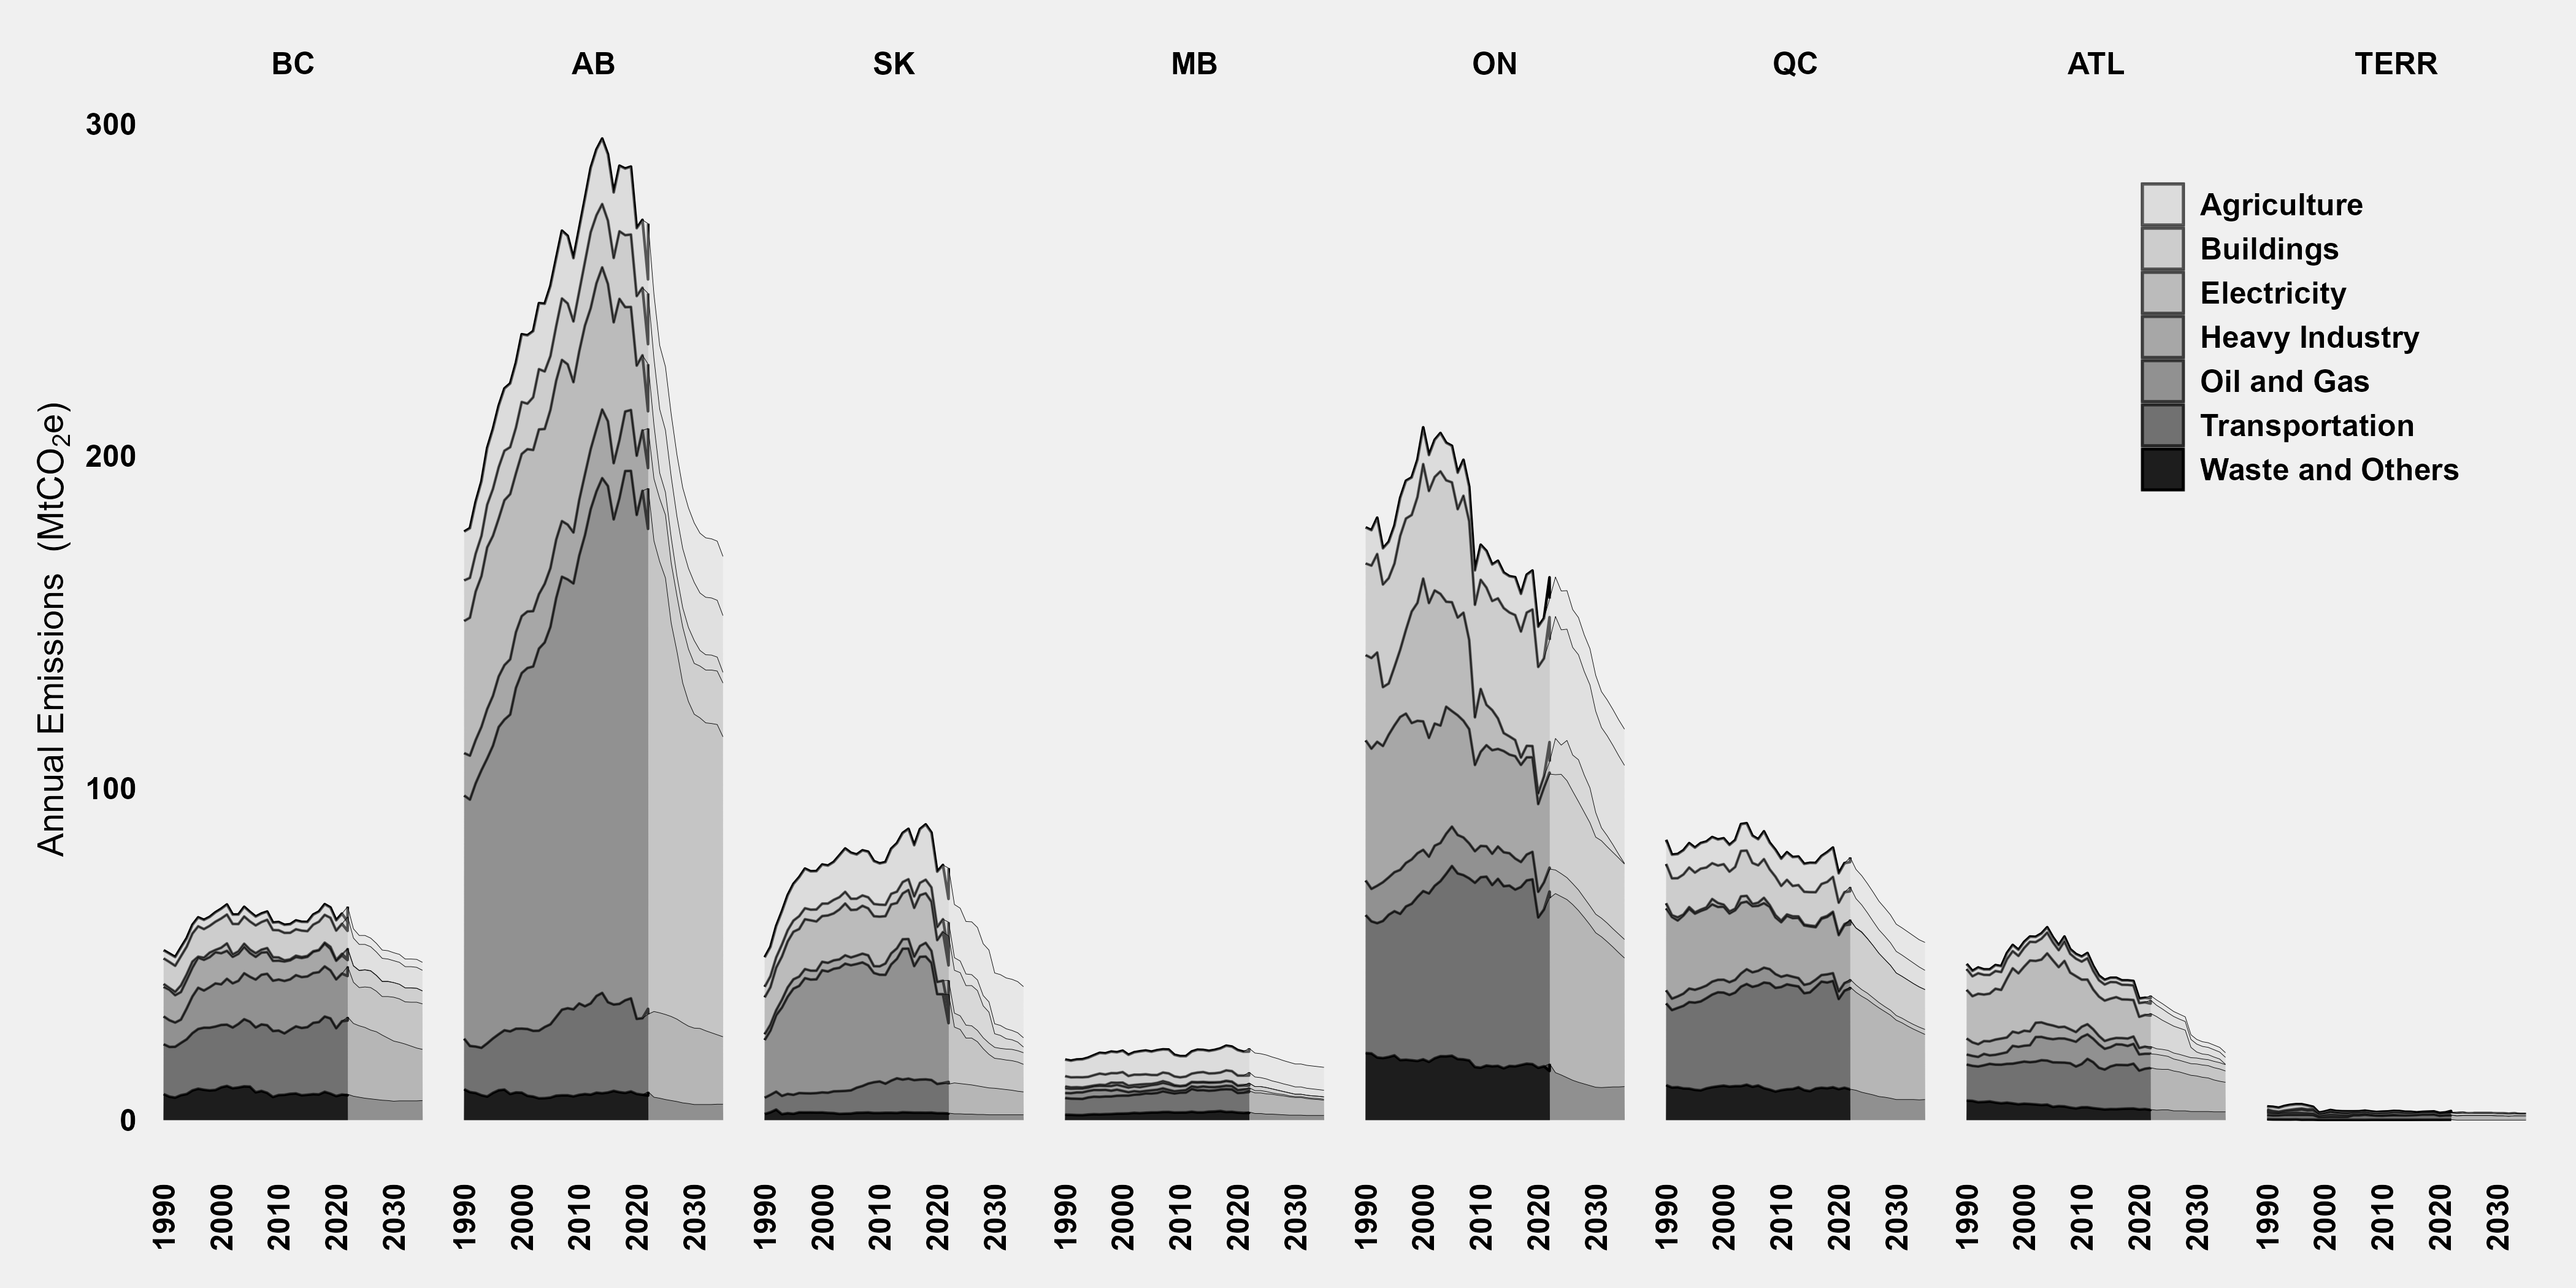 BC AB SK MB ON QC ATL TERR
300
200
100
0
Annual Emissions (MtCO₂e)
Agriculture
Buildings
Electricity
Heavy Industry
Oil and Gas
Transportation
Waste and Others
1990 2000 2010 2020 2030 1990 2000 2010 2020 2030 1990 2000 2010 2020 2030 1990 2000 2010 2020 2030 1990 2000 2010 2020 2030 1990 2000 2010 2020 2030 1990 2000 2010 2020 2030 1990 2000 2010 2020 2030